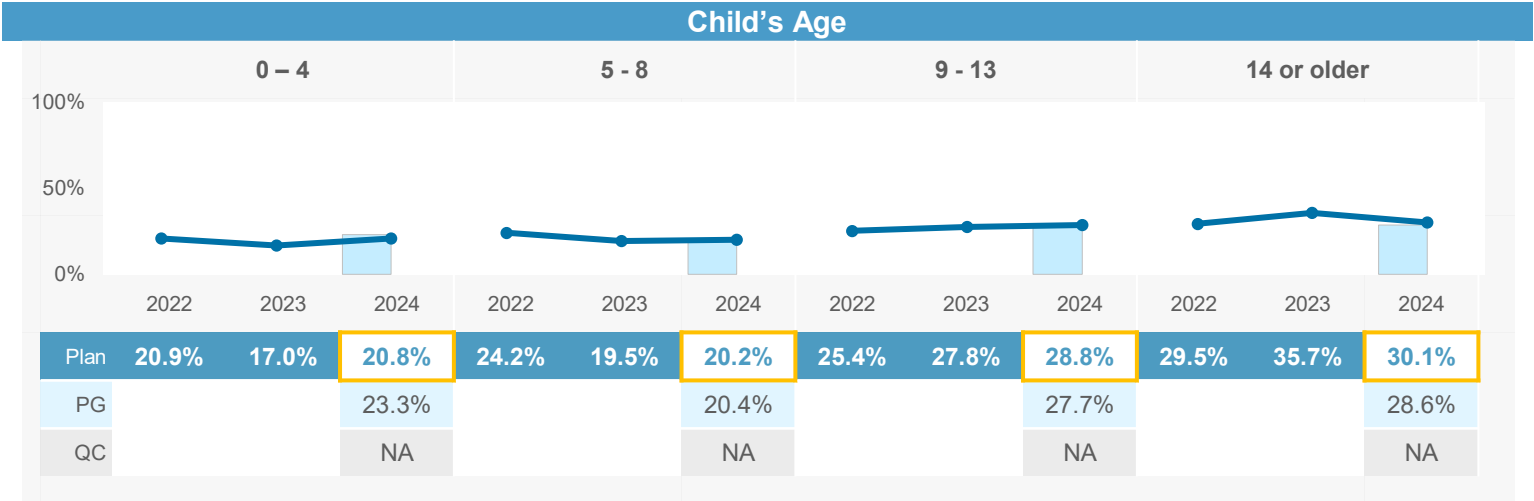 Child’s Age
0 – 4 5 - 8 9 - 13 14 or older
100%
50%
0%
2022 2023 2024 2022 2023 2024 2022 2023 2024 2022 2023 2024
Plan 20.9% 17.0% 20.8% 24.2% 19.5% 20.2% 25.4% 27.8% 28.8% 29.5% 35.7% 30.1%
PG 23.3% 20.4% 27.7% 28.6%
QC NA NA NA NA